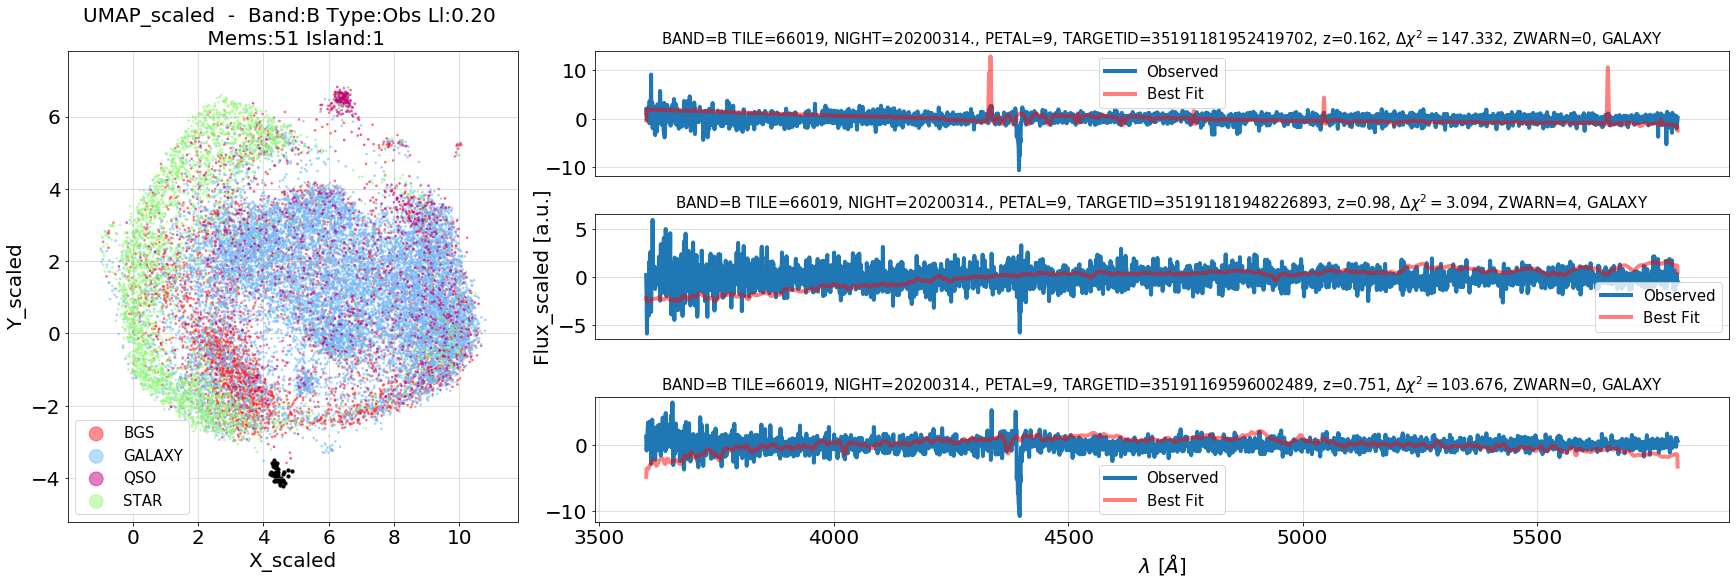 UMAP_scaled - Band:B Type:Obs Ll:0.20
Mems:51 Island:1
6
4
2
0
−2
−4
Y_scaled
BGS
GALAXY
QSO
STAR
0 2 4 6 8 10
X_scaled
BAND=B TILE=66019, NIGHT=20200314., PETAL=9, TARGETID=35191181952419702, z=0.162, Δχ² = 147.332, ZWARN=0, GALAXY
10
0
−10
Observed
Best Fit
BAND=B TILE=66019, NIGHT=20200314., PETAL=9, TARGETID=35191181948226893, z=0.98, Δχ² = 3.094, ZWARN=4, GALAXY
5
0
−5
Flux_scaled [a.u.]
Observed
Best Fit
BAND=B TILE=66019, NIGHT=20200314., PETAL=9, TARGETID=35191169596002489, z=0.751, Δχ² = 103.676, ZWARN=0, GALAXY
0
−10
Observed
Best Fit
3500 4000 4500 5000 5500
λ [Å]